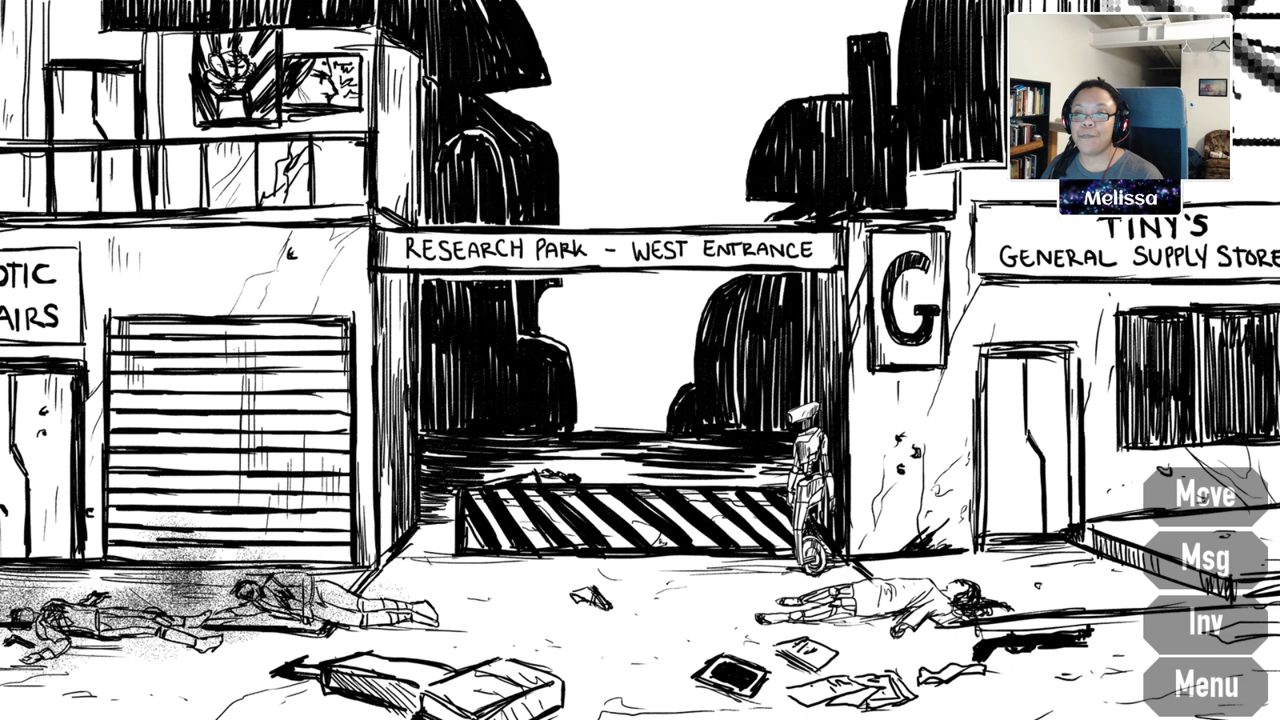 Melissa
RESEARCH PARK - WEST ENTRANCE
G
TINY'S
GENERAL SUPPLY STORE
OTIC
AIRS
Move
Msg
Inv
Menu